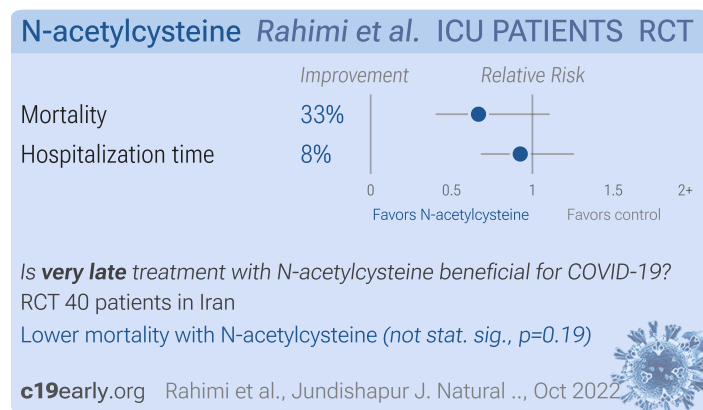 N-acetylcysteine Rahimi et al. ICU PATIENTS RCT
Improvement Relative Risk
Mortality 33%
Hospitalization time 8%
0 0.5 1 1.5 2+
Favors N-acetylcysteine Favors control
Is very late treatment with N-acetylcysteine beneficial for COVID-19?
RCT 40 patients in Iran
Lower mortality with N-acetylcysteine (not stat. sig., p=0.19)
c19early.org Rahimi et al., Jundishapur J. Natural .., Oct 2022